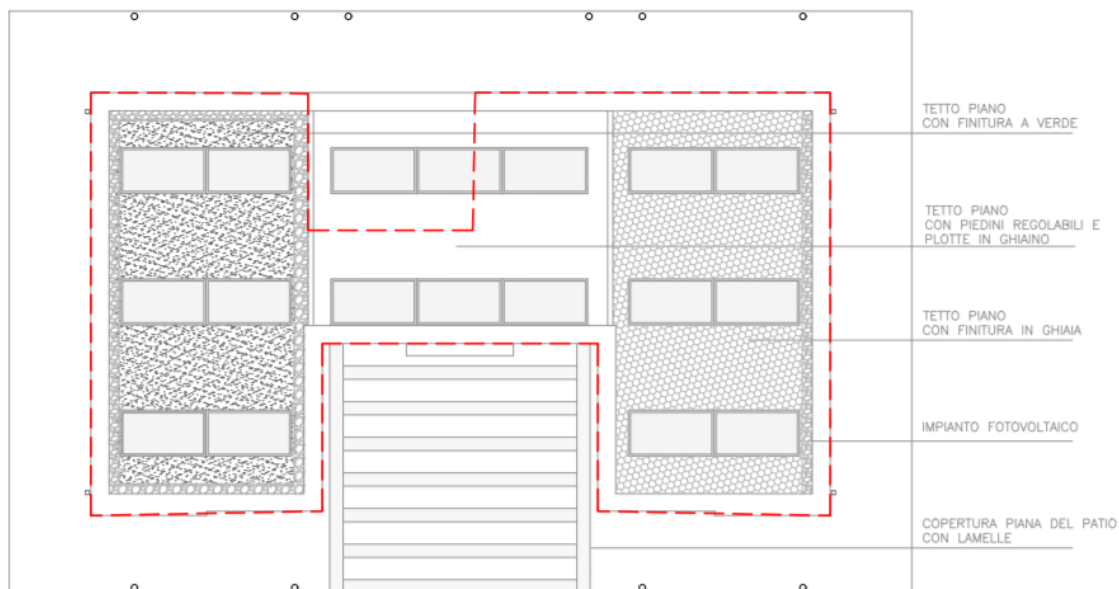 TETTO PIANO
CON FINITURA A VERDE
TETTO PIANO
CON PIEDINI REGOLABILI E
PLOTTE IN GHIAINO
TETTO PIANO
CON FINITURA IN GHIAIA
IMPIANTO FOTOVOLTAICO
COPERTURA PIANA DEL PATIO
CON LAMELLE